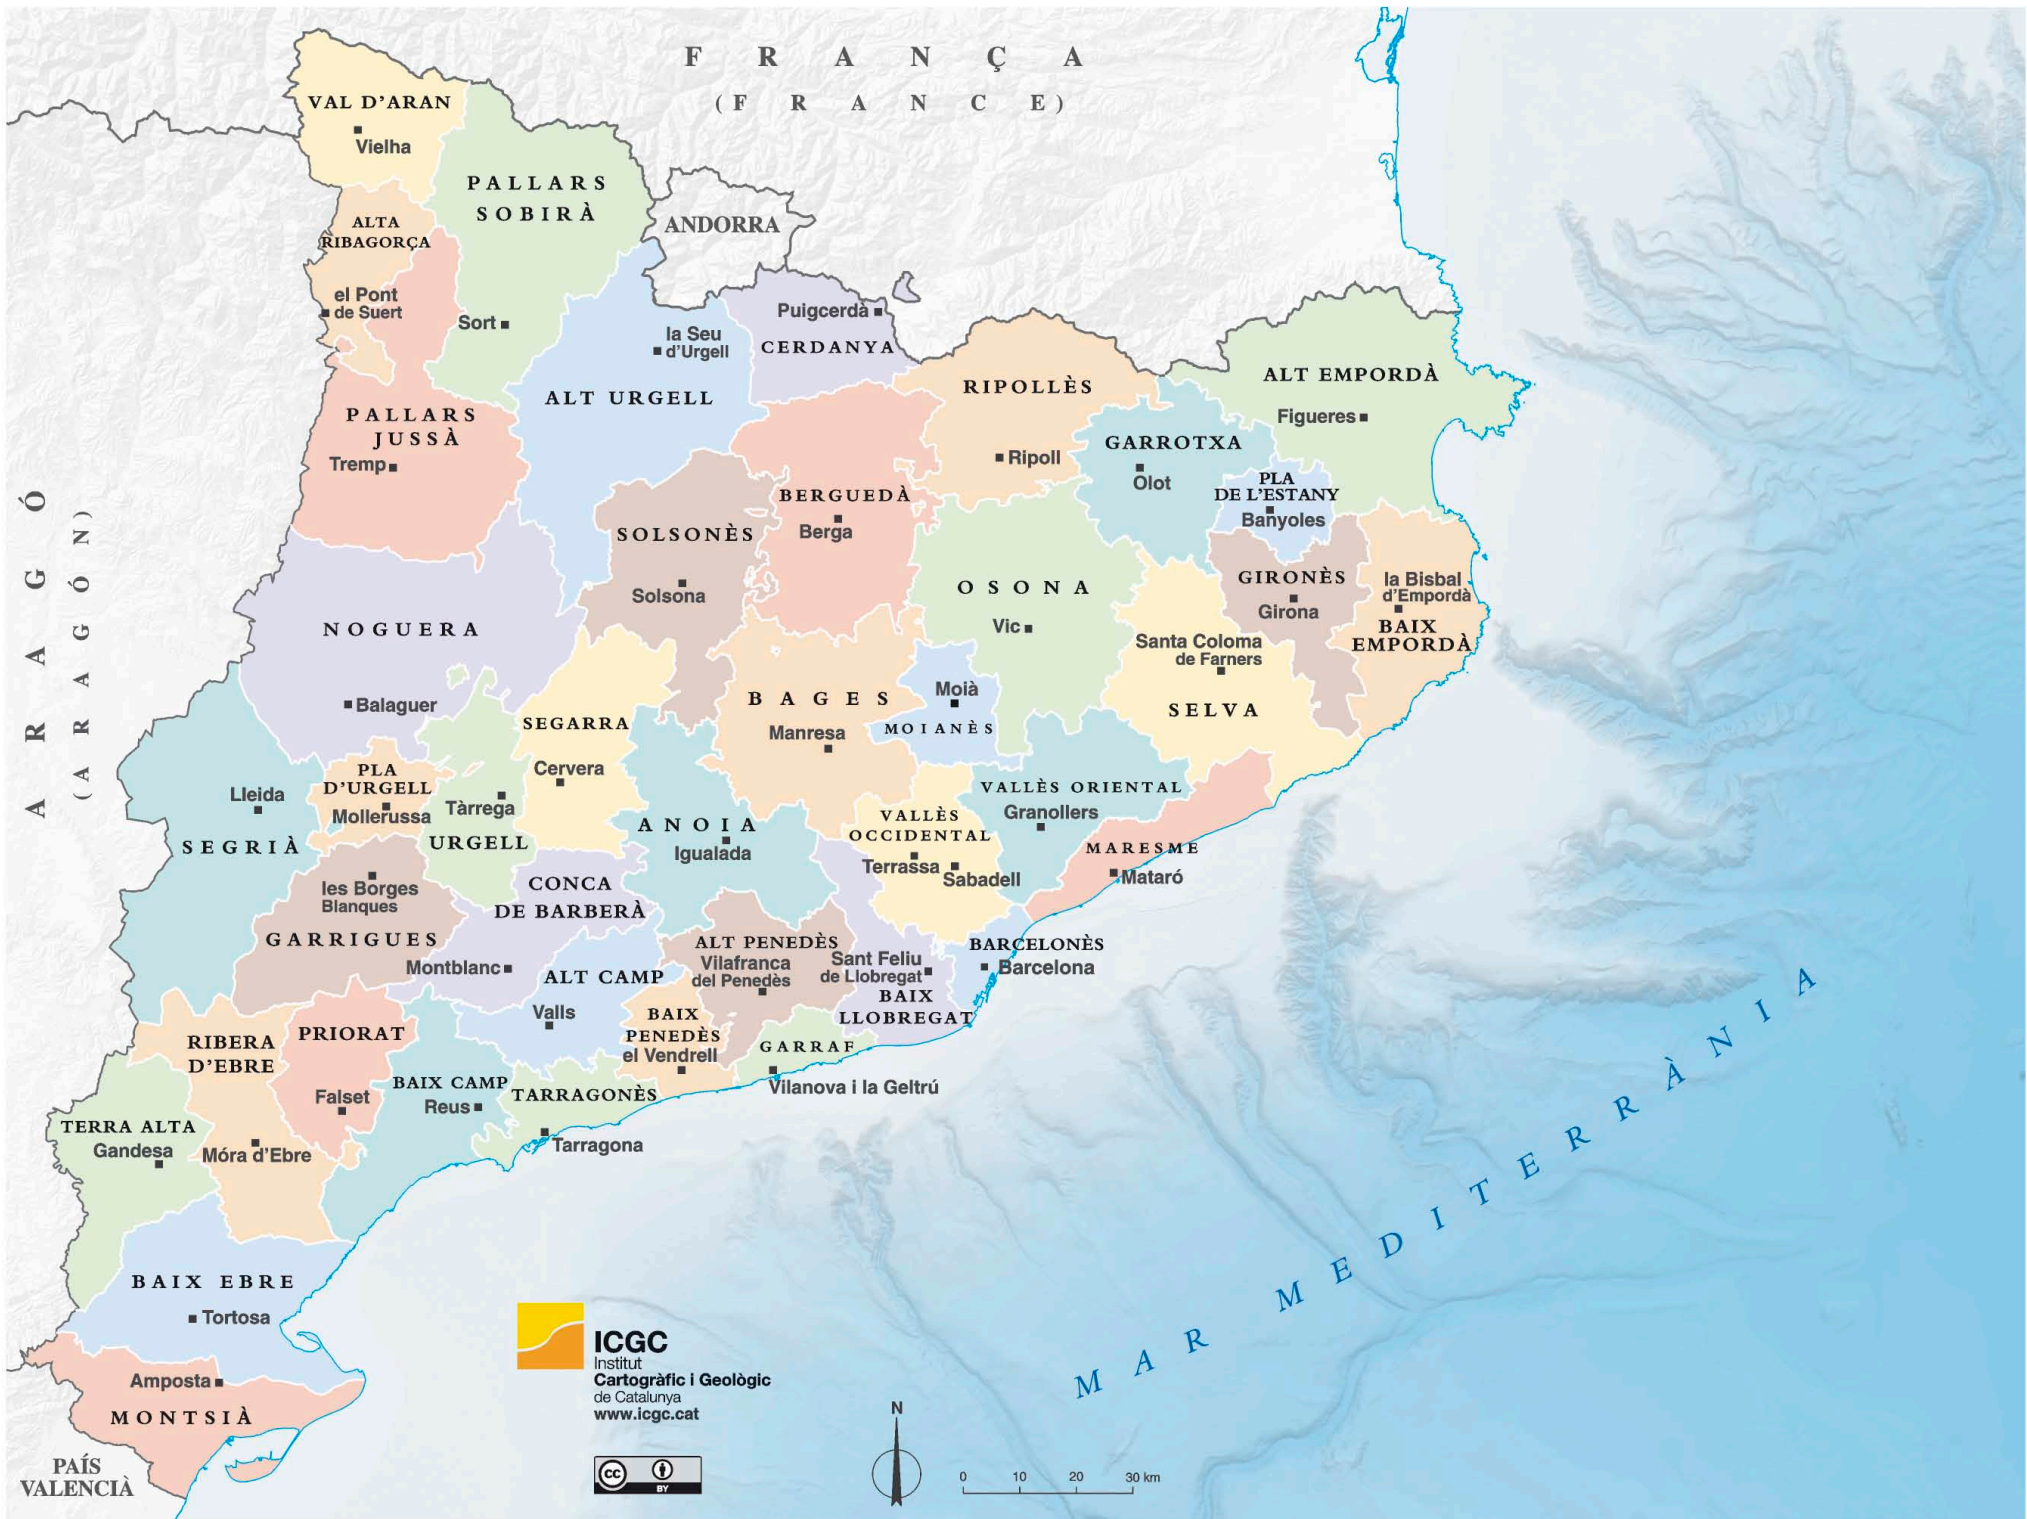 F R A N Ç A
( F R A N C E )
VAL D'ARAN
Vielha
PALLARS
SOBIRÀ
ALTA
RIBAGORÇA
ANDORRA
el Pont
de Suert
Sort
la Seu
d'Urgell
Puigcerdà
CERDANYA
ALT URGELL
RIPOLLÈS
Ripoll
ALT EMPORDÀ
Figueres
PALLARS
JUSSÀ
Tremp
GARROTXA
Olot
PLA
DE L'ESTANY
Banyoles
A R A G Ó
( A R A G Ó N )
BERGUEDÀ
Berga
SOLSONÈS
Solsona
OSONA
Vic
GIRONÈS
Girona
la Bisbal
d'Empordà
BAIX
EMPORDÀ
NOGUERA
Balaguer
Santa Coloma
de Farners
SELVA
BAGES
Manresa
Moià
MOIANÈS
SEGARRA
Cervera
PLA
D'URGELL
Mollerussa
Tàrrega
URGELL
Lleida
SEGRIÀ
ANOIA
Igualada
VALLÈS ORIENTAL
Granollers
VALLÈS
OCCIDENTAL
Terrassa
Sabadell
MARESME
Mataró
les Borges
Blanques
GARRIGUES
CONCA
DE BARBERÀ
Montblanc
ALT CAMP
Valls
ALT PENEDÈS
Vilafranca
del Penedès
Sant Feliu
de Llobregat
BAIX
LLOBREGAT
BARCELONÈS
Barcelona
RIBERA
D'EBRE
Móra d'Ebre
PRIORAT
Falset
BAIX
PENEDÈS
el Vendrell
GARRAF
Vilanova i la Geltrú
BAIX CAMP
Reus
TARRAGONÈS
Tarragona
TERRA ALTA
Gandesa
BAIX EBRE
Tortosa
Amposta
MONTSIÀ
PAÍS
VALENCIÀ
MAR MEDITERRÀNIA
ICGC
Institut
Cartogràfic i Geològic
de Catalunya
www.icgc.cat
cc
BY
N
0 10 20 30 km